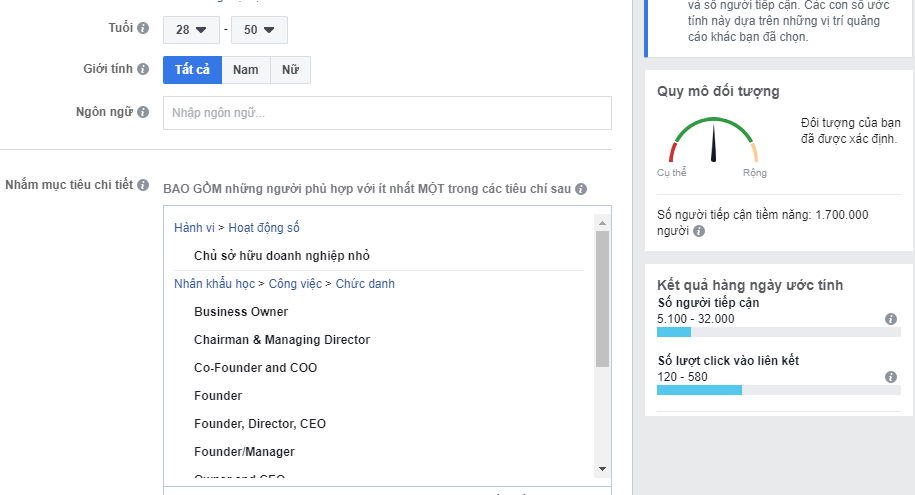 và số người tiếp cận. Các con số ước
tính này dựa trên những vị trí quảng
cáo khác bạn đã chọn.
Tuổi
28 - 50
Giới tính
Tất cả Nam Nữ
Ngôn ngữ
Nhập ngôn ngữ...
Nhắm mục tiêu chi tiết
BAO GỒM những người phù hợp với ít nhất MỘT trong các tiêu chí sau
Hành vi > Hoạt động số
Chủ sở hữu doanh nghiệp nhỏ
Nhân khẩu học > Công việc > Chức danh
Business Owner
Chairman & Managing Director
Co-Founder and COO
Founder
Founder, Director, CEO
Founder/Manager
Owner and CEO
Quy mô đối tượng
Cụ thể
Rộng
Đối tượng của bạn
đã được xác định.
Số người tiếp cận tiềm năng: 1.700.000
người
Kết quả hàng ngày ước tính
Số người tiếp cận
5.100 - 32.000
Số lượt click vào liên kết
120 - 580